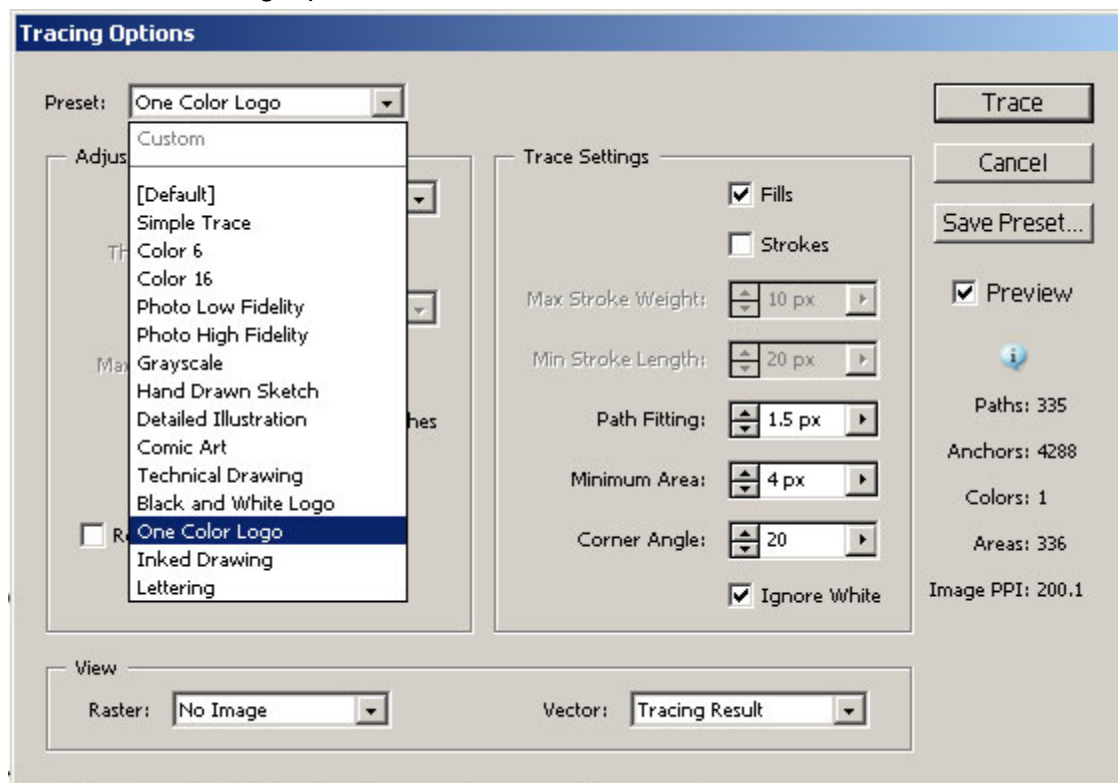 Tracing Options
Preset: One Color Logo
Custom
[Default]
Simple Trace
Color 6
Color 16
Photo Low Fidelity
Photo High Fidelity
Grayscale
Hand Drawn Sketch
Detailed Illustration
Comic Art
Technical Drawing
Black and White Logo
One Color Logo
Inked Drawing
Lettering
Trace Settings
Fills
Strokes
Max Stroke Weight: 10 px
Min Stroke Length: 20 px
Path Fitting: 1.5 px
Minimum Area: 4 px
Corner Angle: 20
Ignore White
Trace
Cancel
Save Preset...
Preview
Paths: 335
Anchors: 4288
Colors: 1
Areas: 336
Image PPI: 200.1
View
Raster: No Image
Vector: Tracing Result